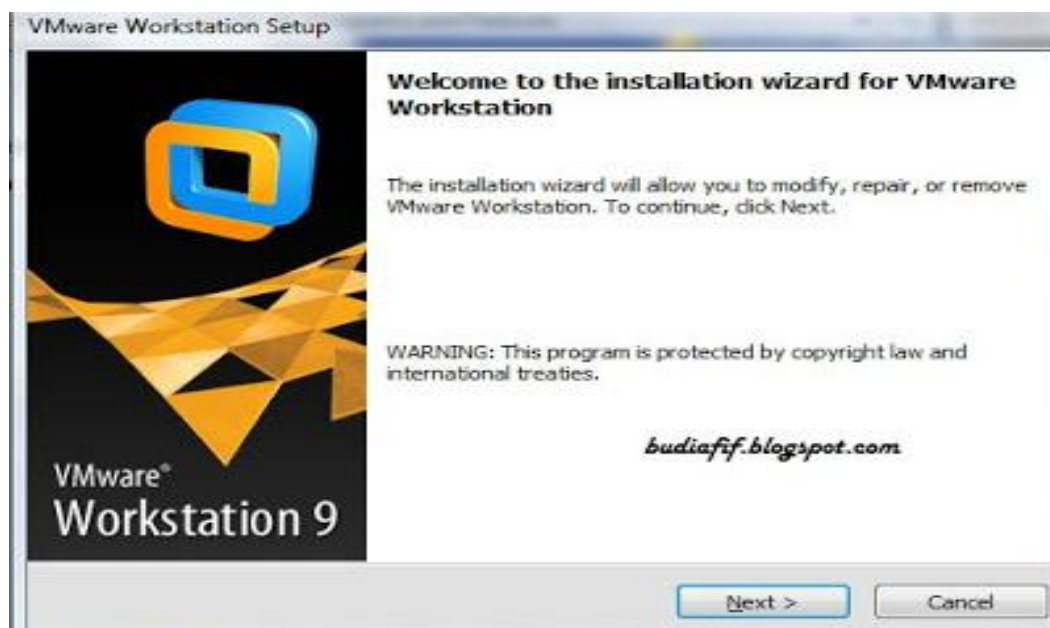 VMware Workstation Setup
Welcome to the installation wizard for VMware
Workstation
The installation wizard will allow you to modify, repair, or remove
VMware Workstation. To continue, click Next.
WARNING: This program is protected by copyright law and
international treaties.
budiafif.blogspot.com
VMware®
Workstation 9
Next >
Cancel